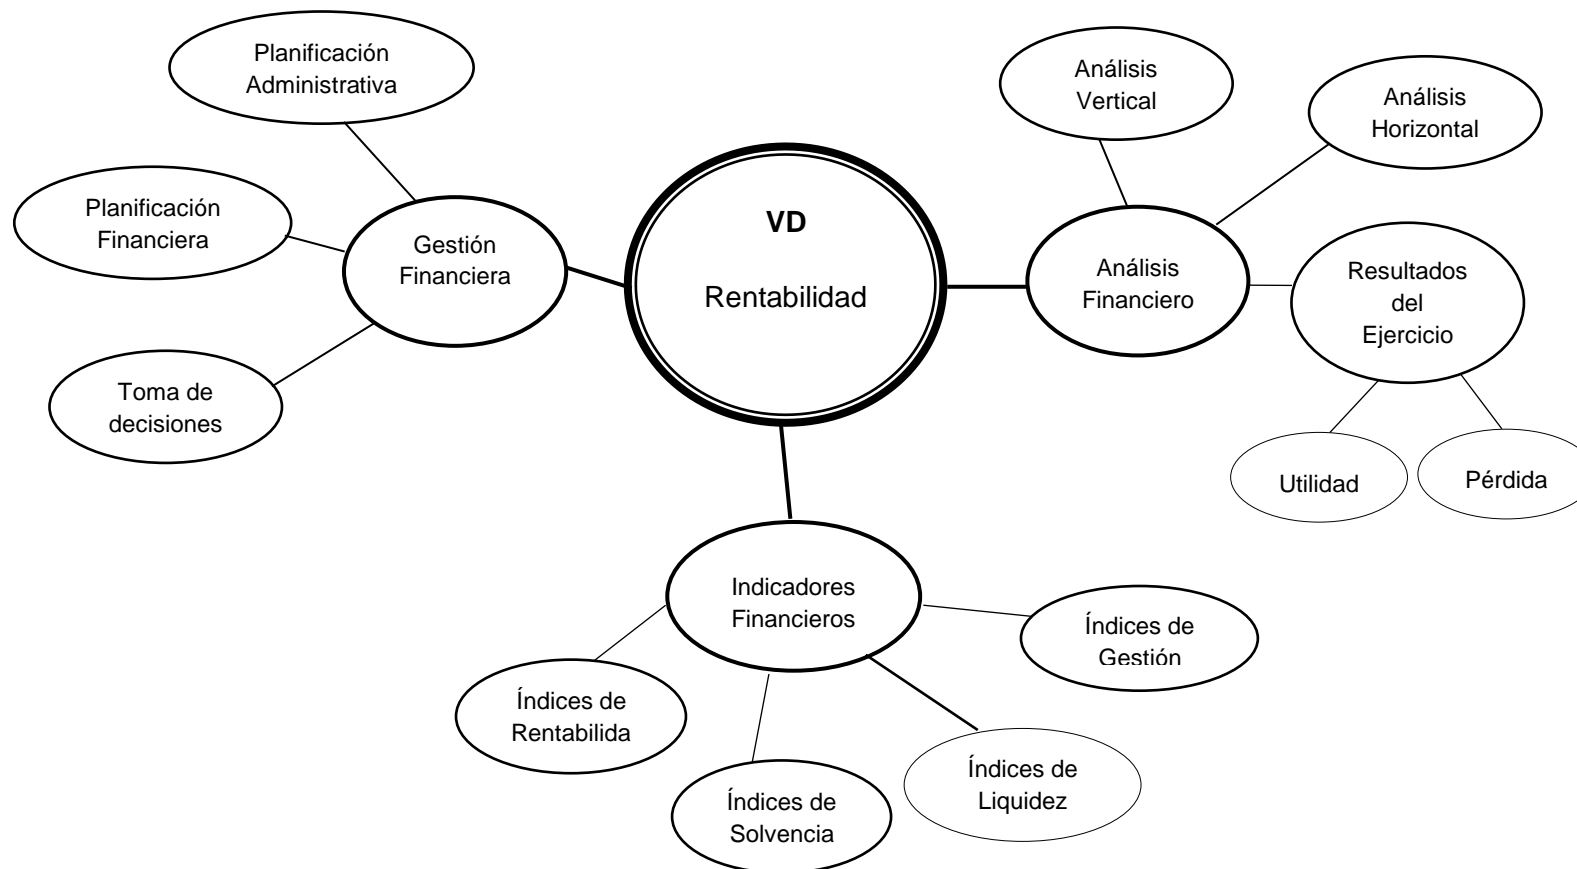 Planificación
Administrativa
Planificación
Financiera
Toma de
decisiones
Gestión
Financiera
VD
Rentabilidad
Análisis
Vertical
Análisis
Horizontal
Análisis
Financiero
Resultados
del
Ejercicio
Utilidad
Pérdida
Indicadores
Financieros
Índices de
Gestión
Índices de
Rentabilida
Índices de
Solvencia
Índices de
Liquidez